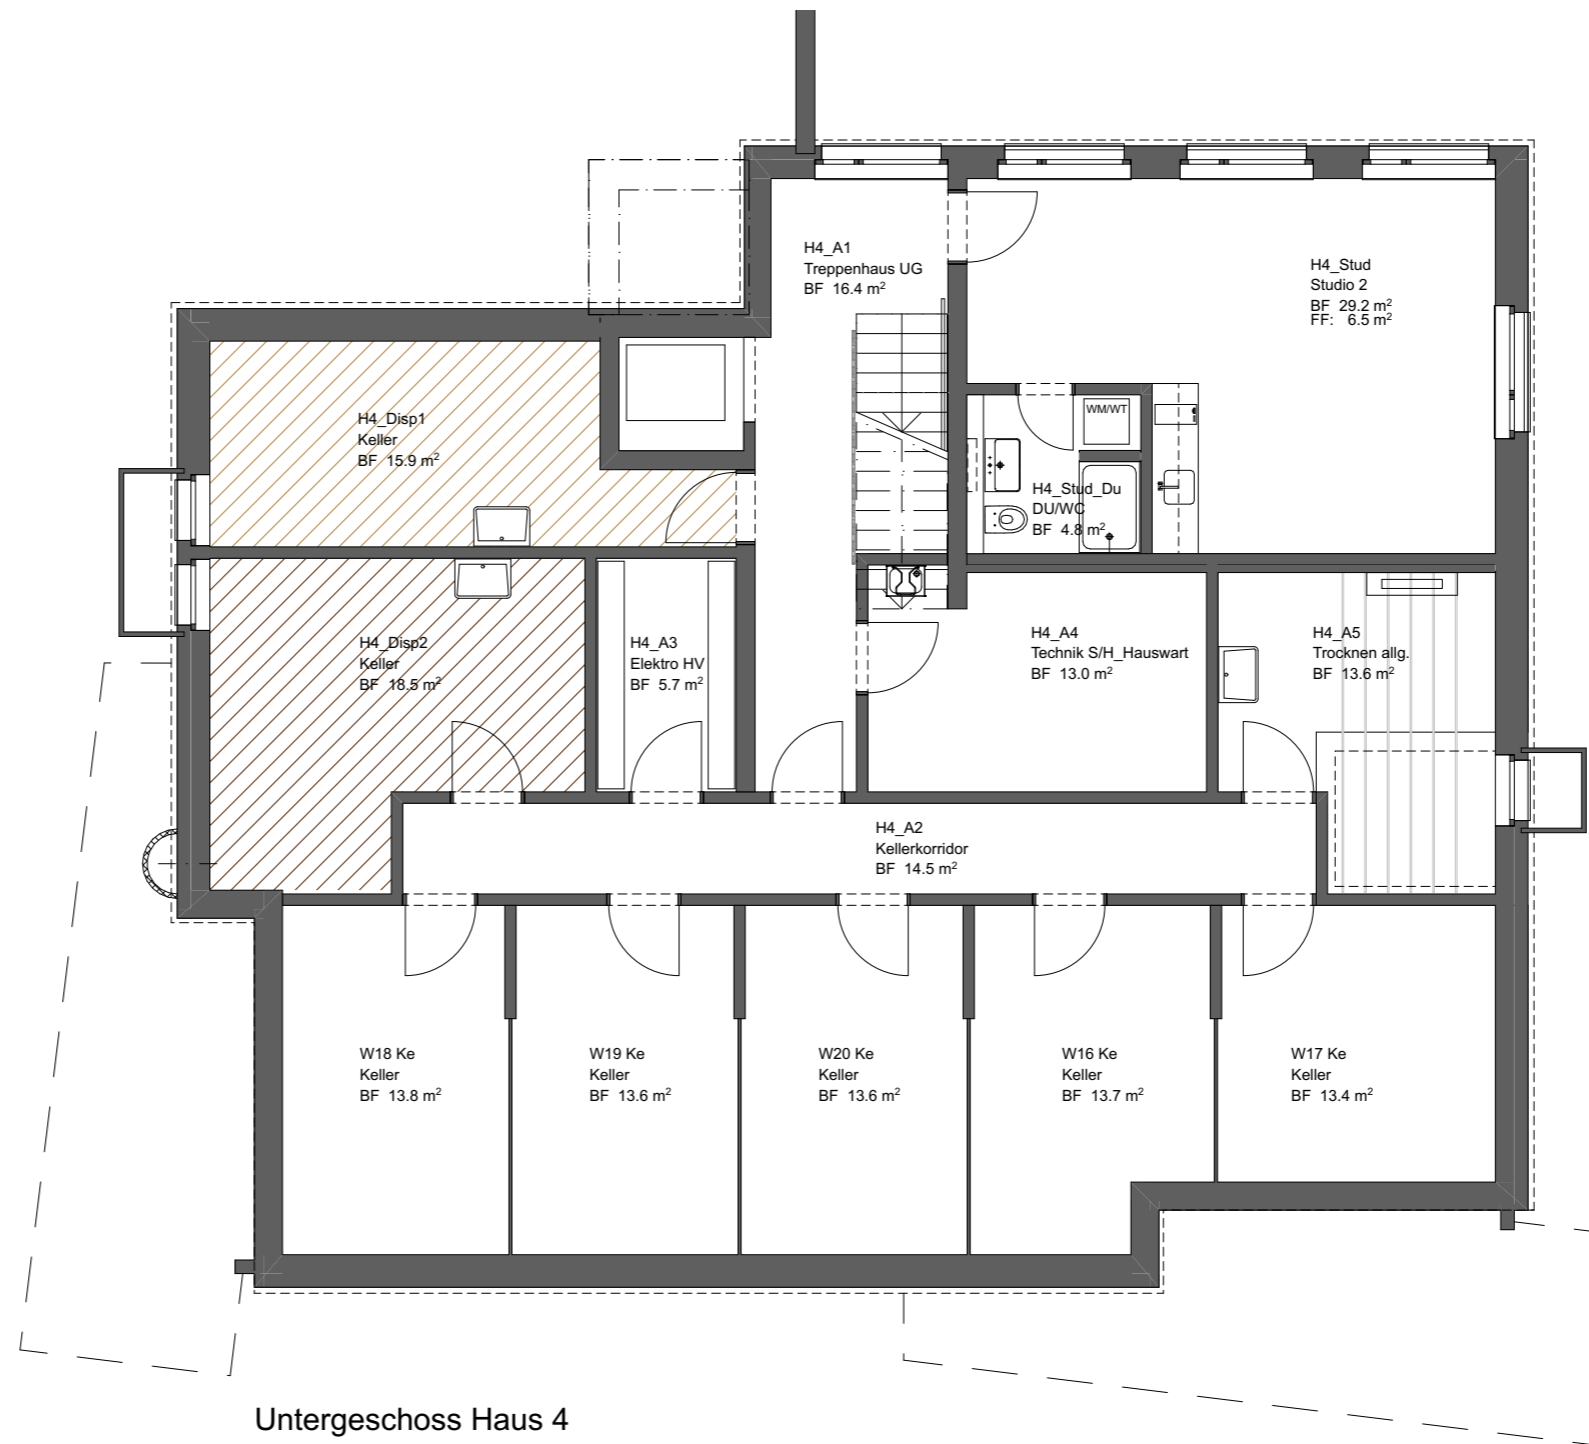 H4_A1
Treppenhaus UG
BF 16.4 m²
H4_Stud
Studio 2
BF 29.2 m²
FF: 6.5 m²
H4_Disp1
Keller
BF 15.9 m²
WM/WT
H4_Stud_Du
DU/WC
BF 4.8 m²
H4_Disp2
Keller
BF 18.5 m²
H4_A3
Elektro HV
BF 5.7 m²
H4_A4
Technik S/H_Hauswart
BF 13.0 m²
H4_A5
Trocknen allg.
BF 13.6 m²
H4_A2
Kellerkorridor
BF 14.5 m²
W18 Ke
Keller
BF 13.8 m²
W19 Ke
Keller
BF 13.6 m²
W20 Ke
Keller
BF 13.6 m²
W16 Ke
Keller
BF 13.7 m²
W17 Ke
Keller
BF 13.4 m²
Untergeschoss Haus 4